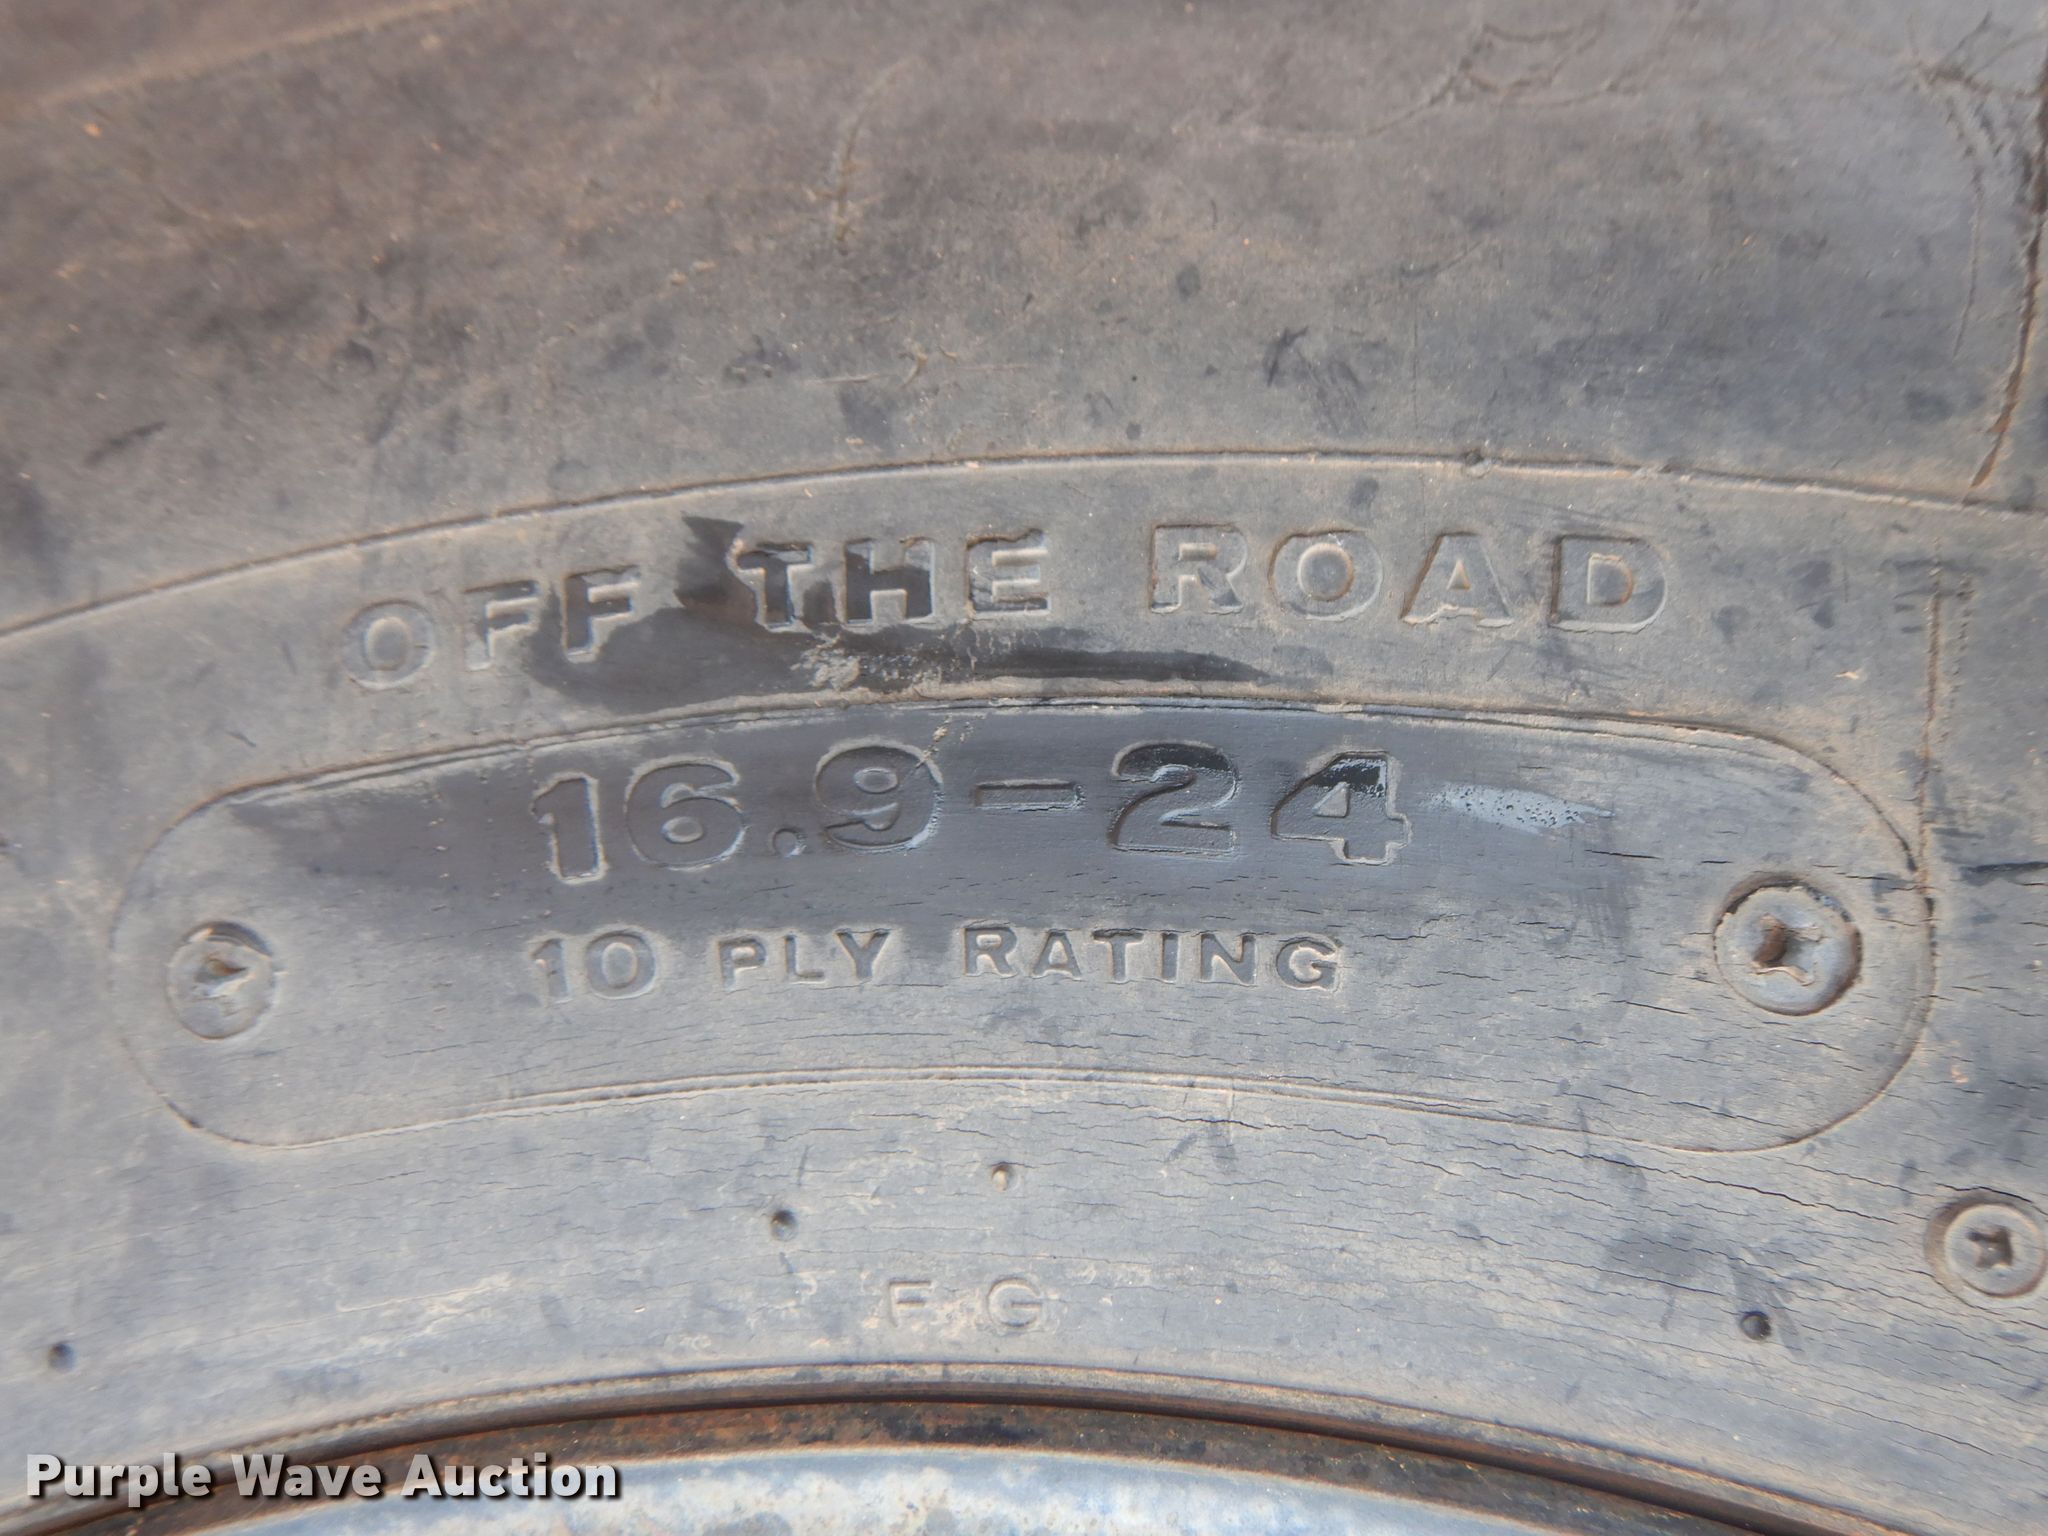 OFF THE ROAD
16.9-24
10 PLY RATING
F G
Purple Wave Auction